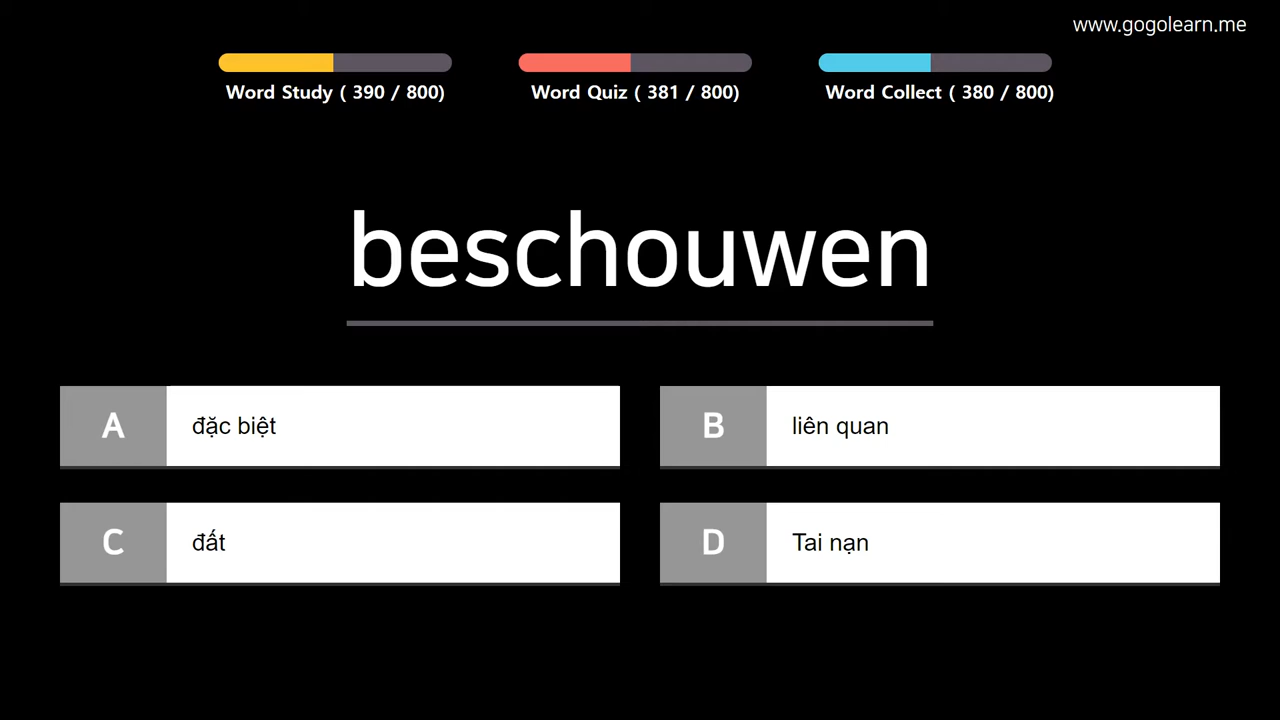 www.gogolearn.me
Word Study ( 390 / 800)
Word Quiz ( 381 / 800)
Word Collect ( 380 / 800)
beschouwen
A
đặc biệt
B
liên quan
C
đất
D
Tai nạn